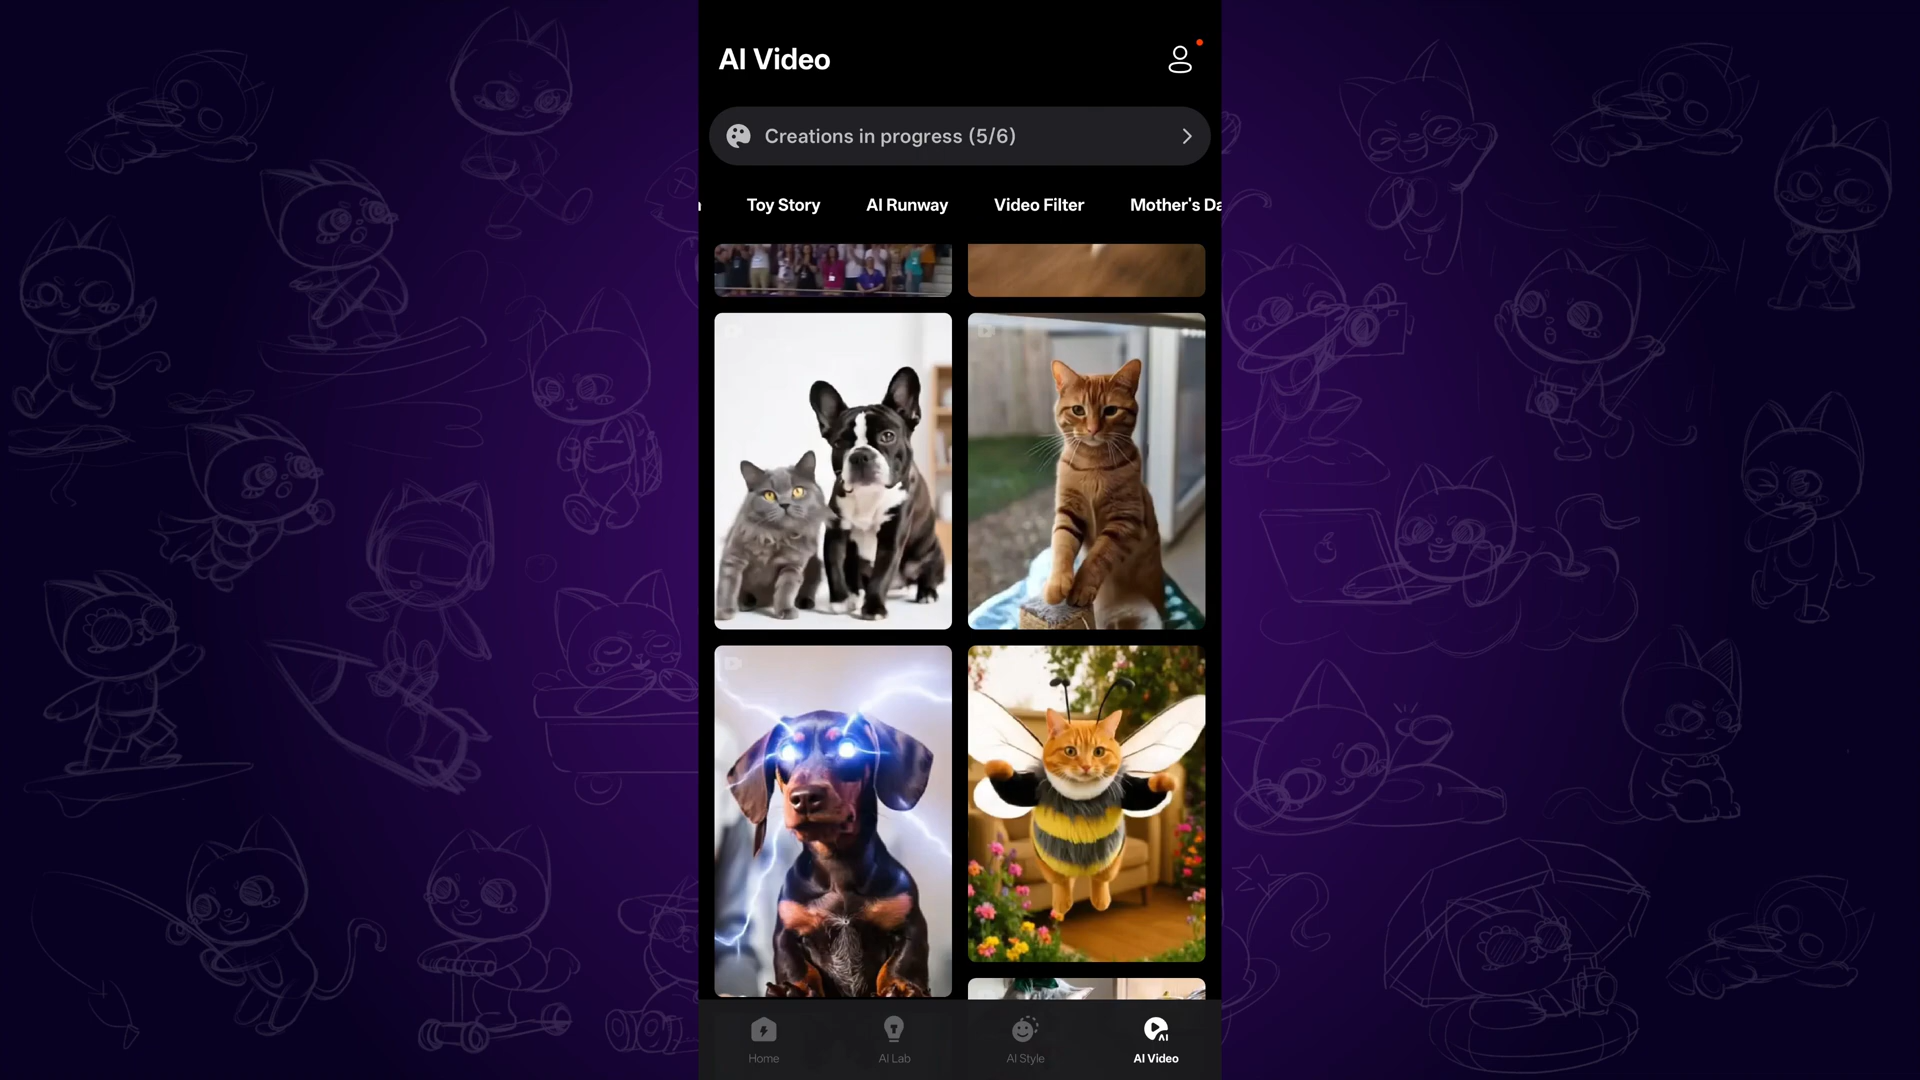 AI Video
Creations in progress (5/6)
Toy Story
AI Runway
Video Filter
Mother's Da
Home
AI Lab
AI Style
AI Video